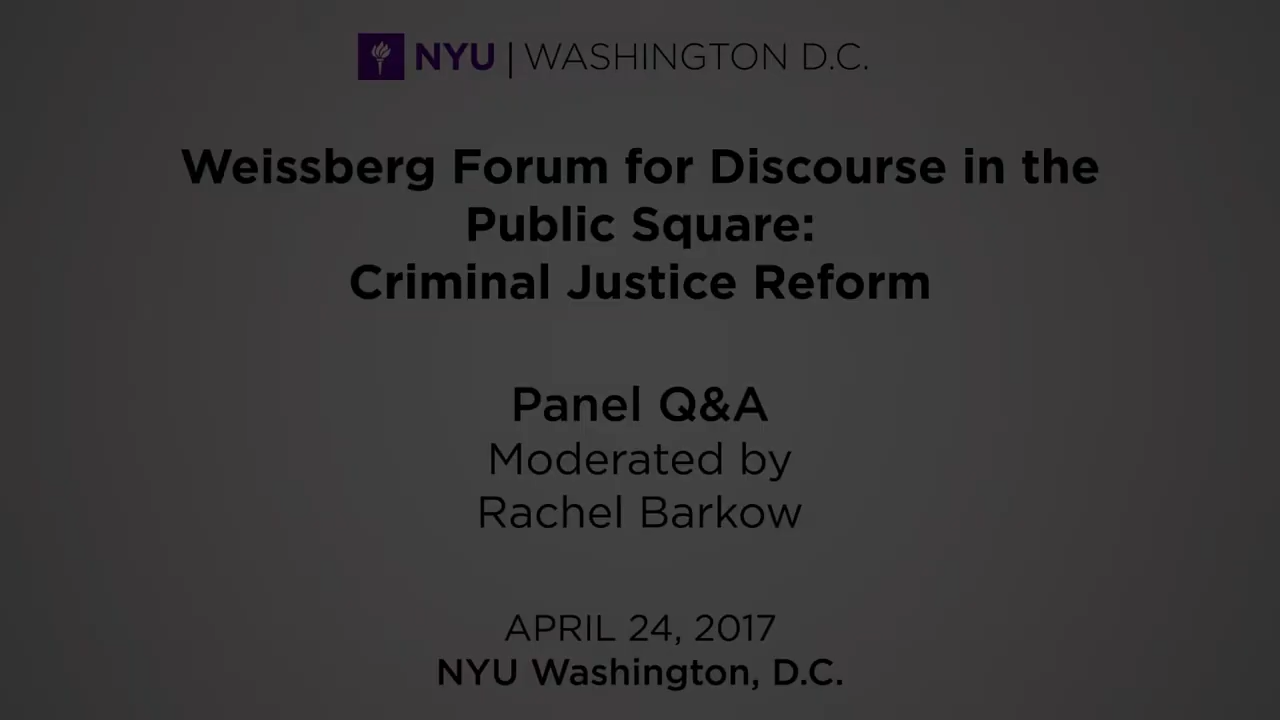 NYU | WASHINGTON D.C.
Weissberg Forum for Discourse in the
Public Square:
Criminal Justice Reform
Panel Q&A
Moderated by
Rachel Barkow
APRIL 24, 2017
NYU Washington, D.C.